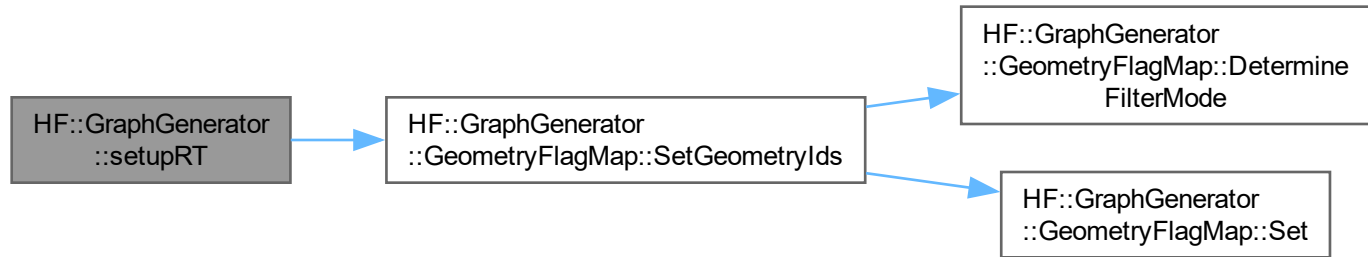 HF::GraphGenerator
::setupRT
HF::GraphGenerator
::GeometryFlagMap::SetGeometryIds
HF::GraphGenerator
::GeometryFlagMap::Determine
FilterMode
HF::GraphGenerator
::GeometryFlagMap::Set